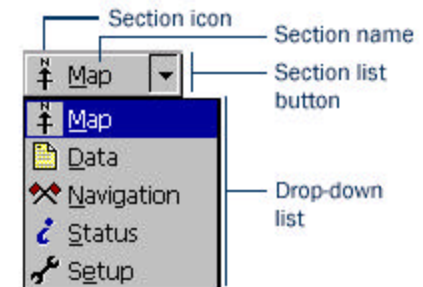 Section icon
Section name
Map
Section list
button
N
Map
Data
Navigation
Drop-down
list
Status
Setup